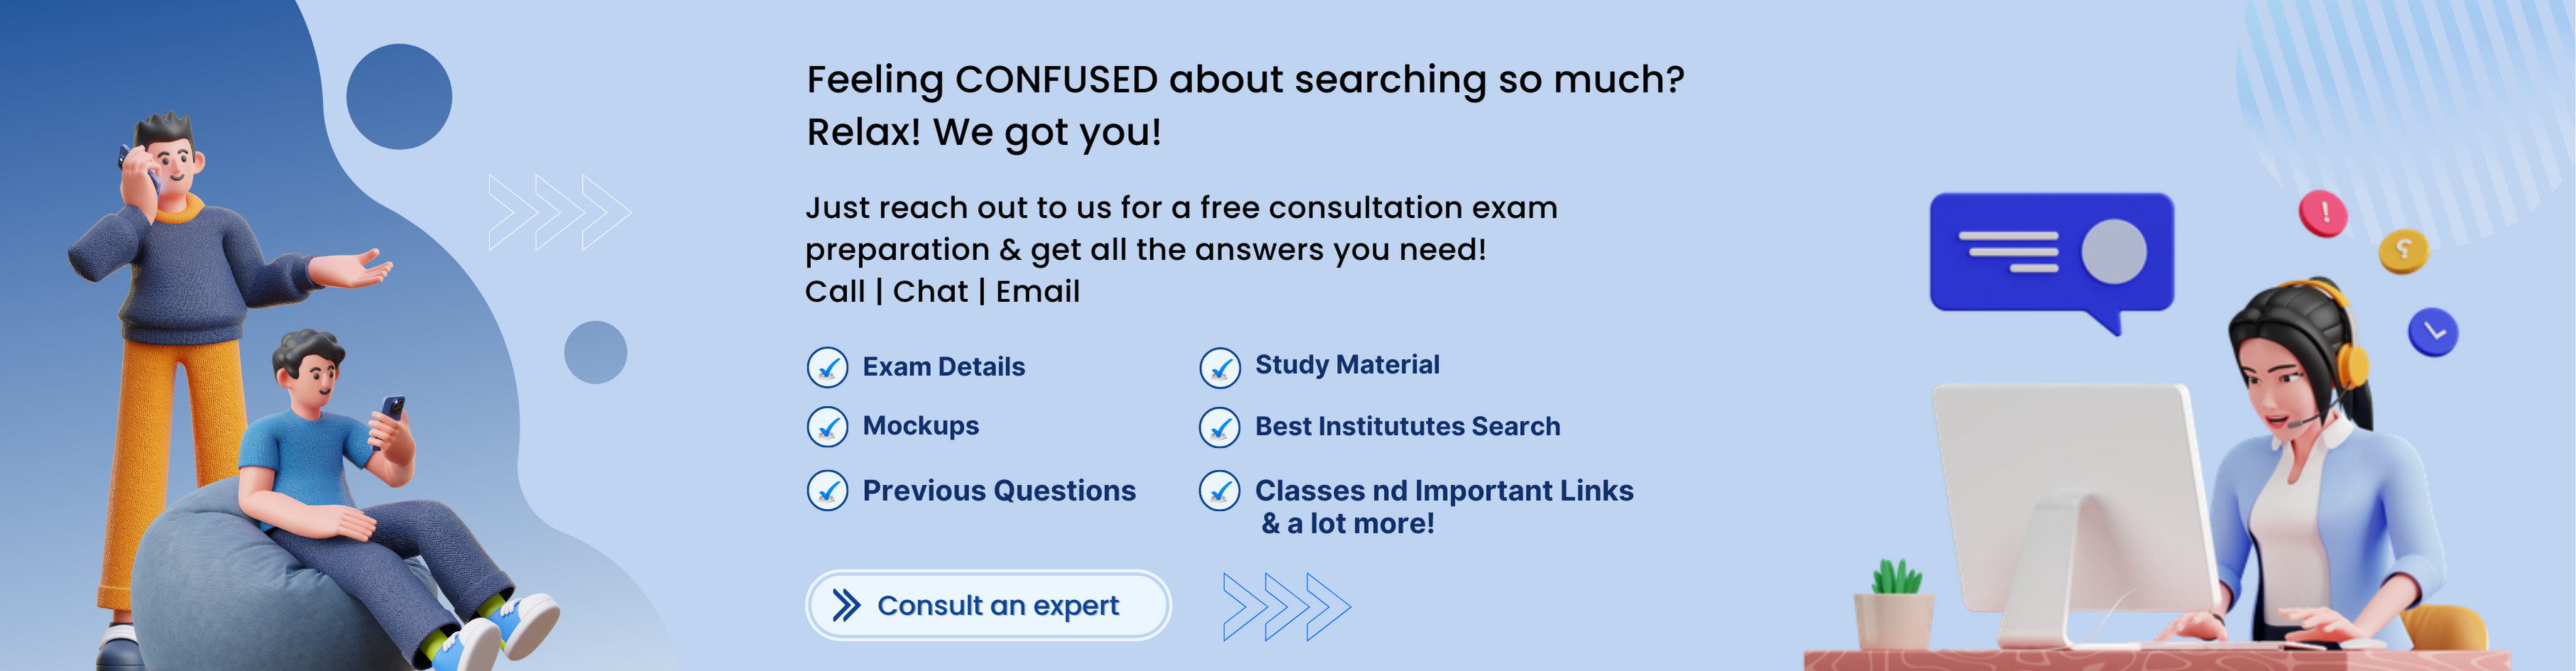 Feeling CONFUSED about searching so much?
Relax! We got you!
Just reach out to us for a free consultation exam
preparation & get all the answers you need!
Call | Chat | Email
Exam Details
Study Material
Mockups
Best Institututes Search
Previous Questions
Classes nd Important Links
& a lot more!
Consult an expert